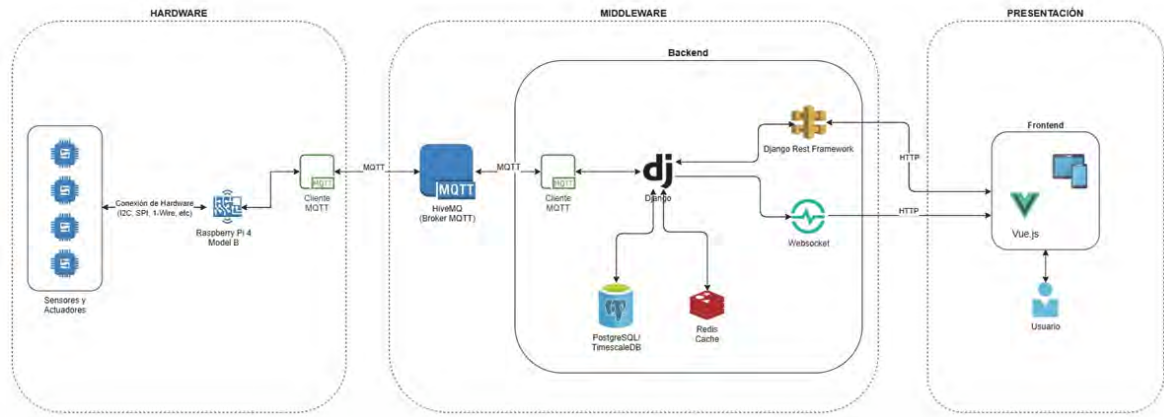 HARDWARE
MIDDLEWARE
PRESENTACIÓN
Backend
Frontend
Sensores y
Actuadores
Conexión de Hardware
(I2C, SPI, 1-Wire, etc)
Raspberry Pi 4
Model B
MQTT
Cliente
MQTT
MQTT
MQTT
HiveMQ
(Broker MQTT)
MQTT
MQTT
Cliente
MQTT
dj
Django
Django Rest Framework
Websocket
PostgreSQL/
TimescaleDB
Redis
Cache
HTTP
HTTP
Vue.js
Usuario